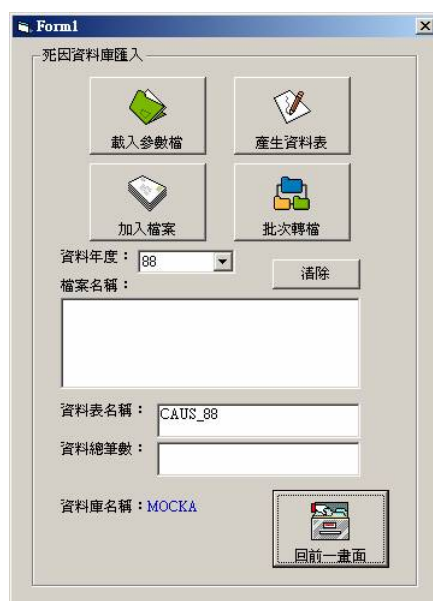 Form1
死因資料庫匯入
載入參數檔
產生資料表
加入檔案
批次轉檔
資料年度：88
清除
檔案名稱：
資料表名稱：CAUS_88
資料總筆數：
資料庫名稱：MOCKA
回前一畫面